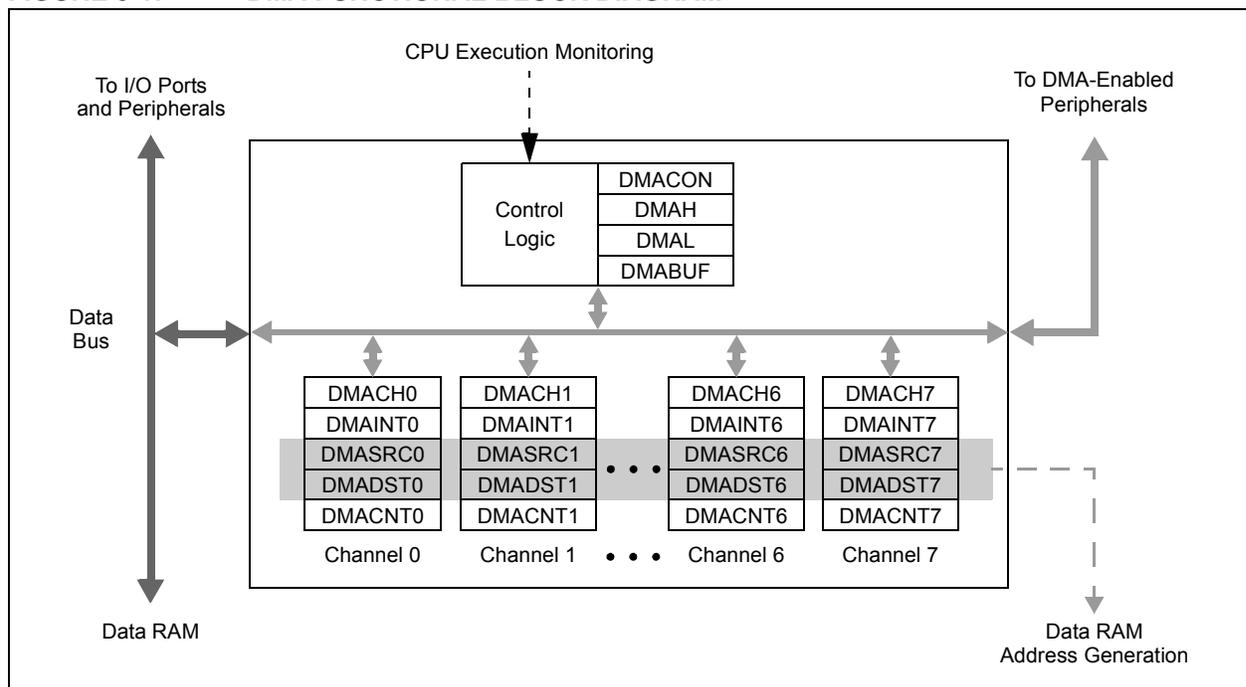 CPU Execution Monitoring
To I/O Ports
and Peripherals
To DMA-Enabled
Peripherals
Control
Logic
DMACON
DMAH
DMAL
DMABUF
Data
Bus
DMACH0
DMAINT0
DMASRC0
DMADST0
DMACNT0
Channel 0
DMACH1
DMAINT1
DMASRC1
DMADST1
DMACNT1
Channel 1
DMACH6
DMAINT6
DMASRC6
DMADST6
DMACNT6
Channel 6
DMACH7
DMAINT7
DMASRC7
DMADST7
DMACNT7
Channel 7
Data RAM
Data RAM
Address Generation